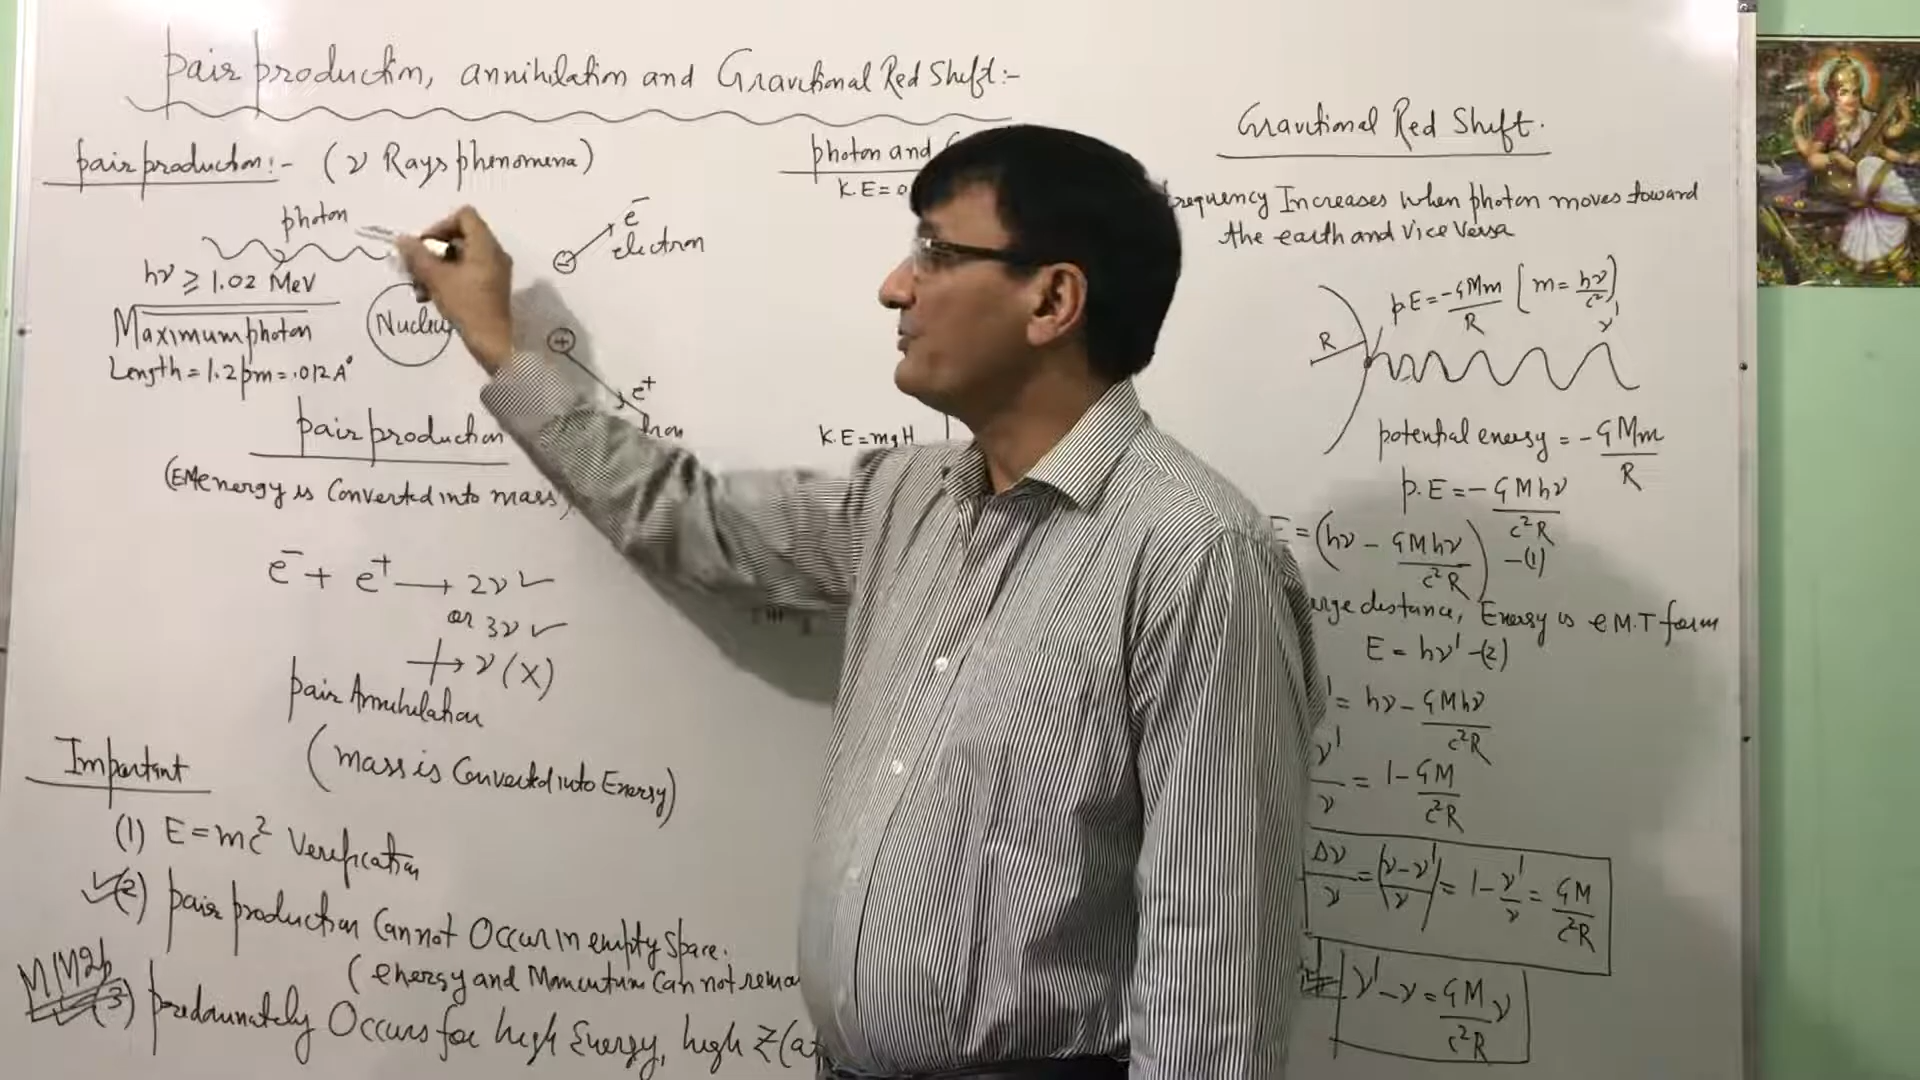 pair production, annihilation and Gravitional Red Shift:-
pair production:- (ν Rays phenomena)
photon
hν ≥ 1.02 MeV
Maximum photon
Length = 1.2 pm = .012 A°
Nucleu
e⁻
electron
e⁺
pair production
(EM energy is Converted into mass)
e⁻ + e⁺ → 2ν ✓
or 3ν ✓
ν (X)
pair Annihilation
(mass is Converted into Energy)
Important
(1) E = mc² Verification
(2) pair production Cannot Occur in empty Space.
(energy and Momentum Can not
(3) Occurs for high Energy, high Z (at
photon and
K.E = 0
K.E = mgH
Gravitional Red Shift.
frequency Increases when photon moves toward
the earth and vice versa
R
pE = -GMm/R [m = hν/c²]
ν'
potential energy = -GMm/R
p.E = -GMhν/c²R
E = (hν - GMhν/c²R) -(1)
distance, Energy is e.M.T form
E = hν' -(2)
' = hν - GMhν/c²R
ν'/ν = 1 - GM/c²R
Δν/ν = (ν-ν'/ν) = 1 - ν'/ν = GM/c²R
ν' - ν = GM/c²R ν